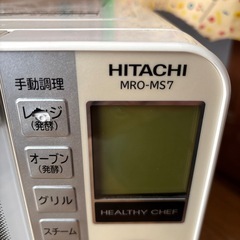 HITACHI
MRO-MS7
手動調理
レンジ
(発酵)
オーブン
(発酵)
グリル
スチーム
HEALTHY CHEF